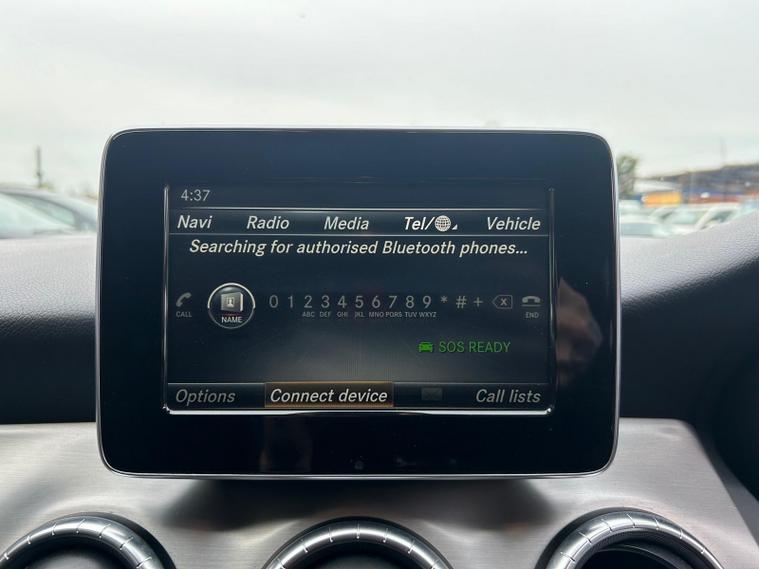 4:37
Navi Radio Media Tel/ Vehicle
Searching for authorised Bluetooth phones...
CALL NAME 0 1 2 3 4 5 6 7 8 9 * # + END
ABC DEF GHI JKL MNO PQRS TUV WXYZ
SOS READY
Options Connect device Call lists